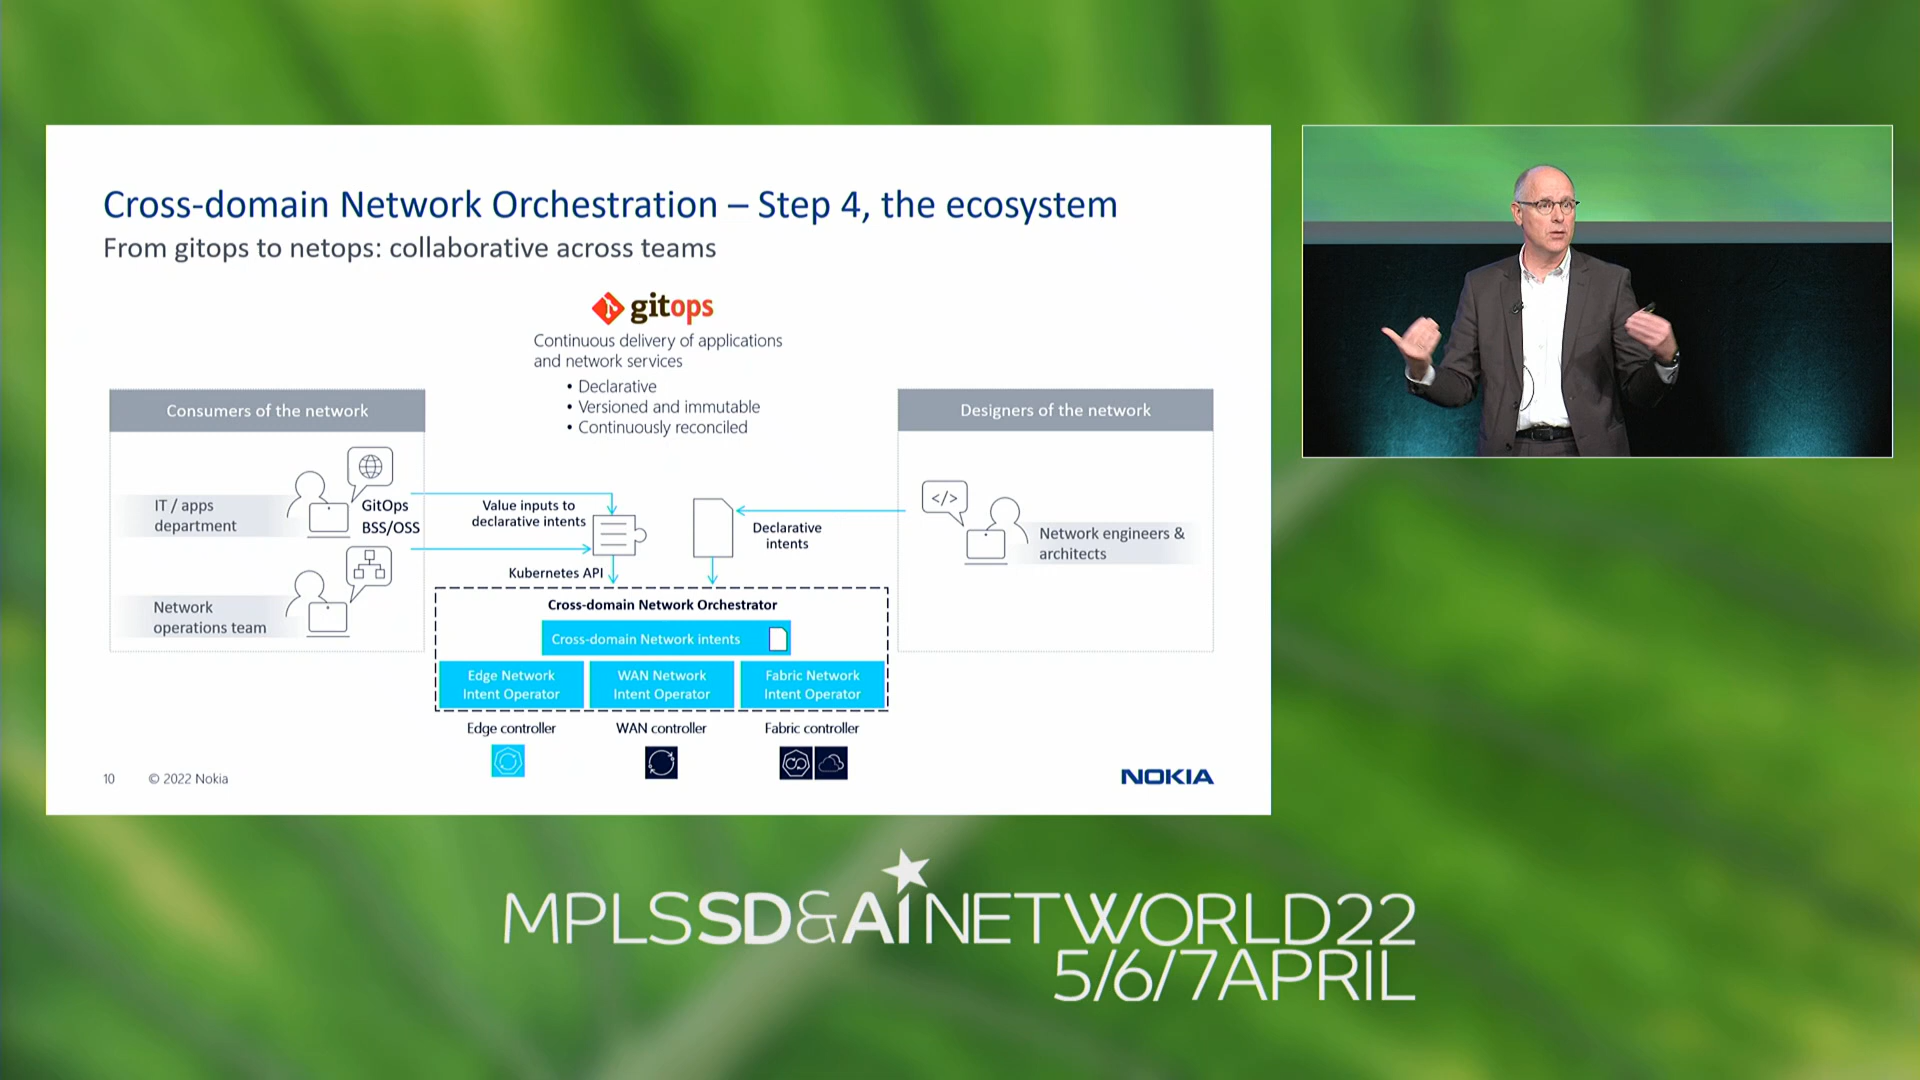 Cross-domain Network Orchestration – Step 4, the ecosystem
From gitops to netops: collaborative across teams
gitops
Continuous delivery of applications
and network services
• Declarative
• Versioned and immutable
• Continuously reconciled
Consumers of the network
IT / apps
department
GitOps
BSS/OSS
Network
operations team
Value inputs to
declarative intents
Kubernetes API
Declarative
intents
Designers of the network
</>
Network engineers &
architects
Cross-domain Network Orchestrator
Cross-domain Network intents
Edge Network
Intent Operator
WAN Network
Intent Operator
Fabric Network
Intent Operator
Edge controller
WAN controller
Fabric controller
10
© 2022 Nokia
NOKIA
MPLSSD&AINETWORLD22
5/6/7APRIL